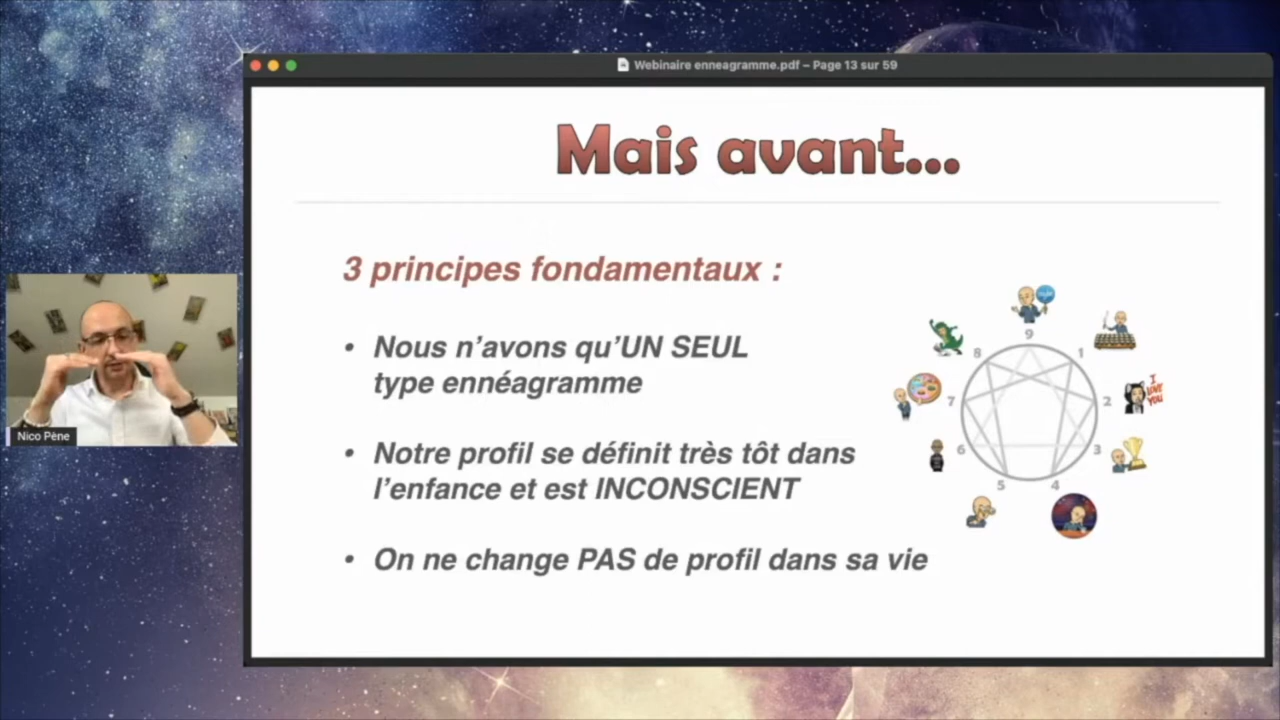 Webinaire enneagramme.pdf – Page 13 sur 59
Mais avant...
3 principes fondamentaux :
• Nous n'avons qu'UN SEUL
type ennéagramme
• Notre profil se définit très tôt dans
l'enfance et est INCONSCIENT
• On ne change PAS de profil dans sa vie
9
8
1
7
2
6
3
5
4
I
LOVE
YOU
Nico Pène